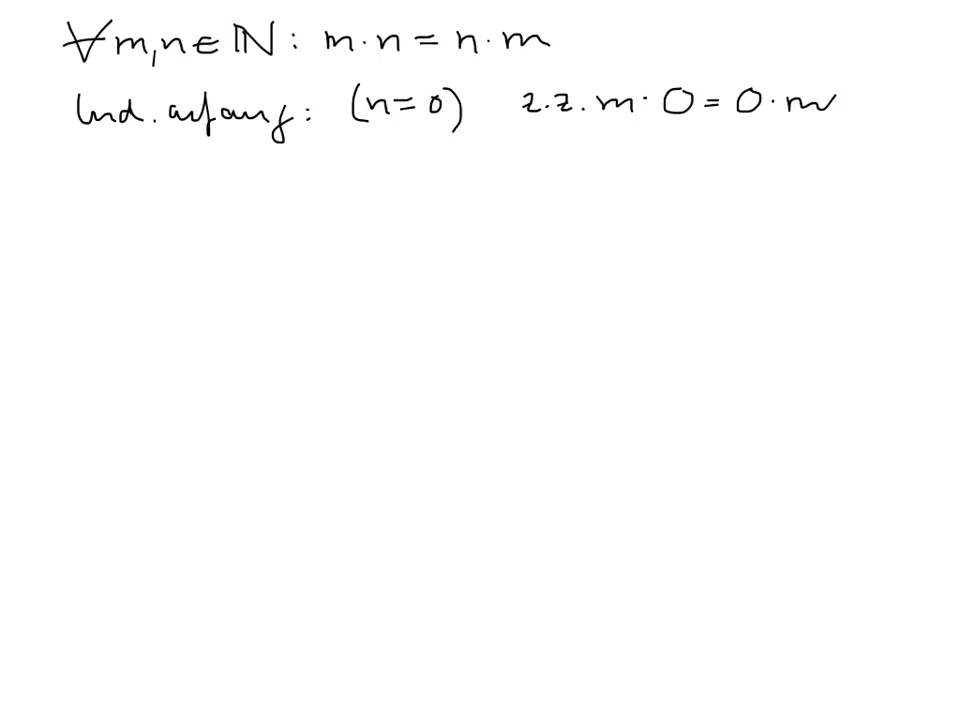 ∀m,n∈ℕ: m·n = n·m
Ind. anfang: (n=0) z.z. m·0=0·m